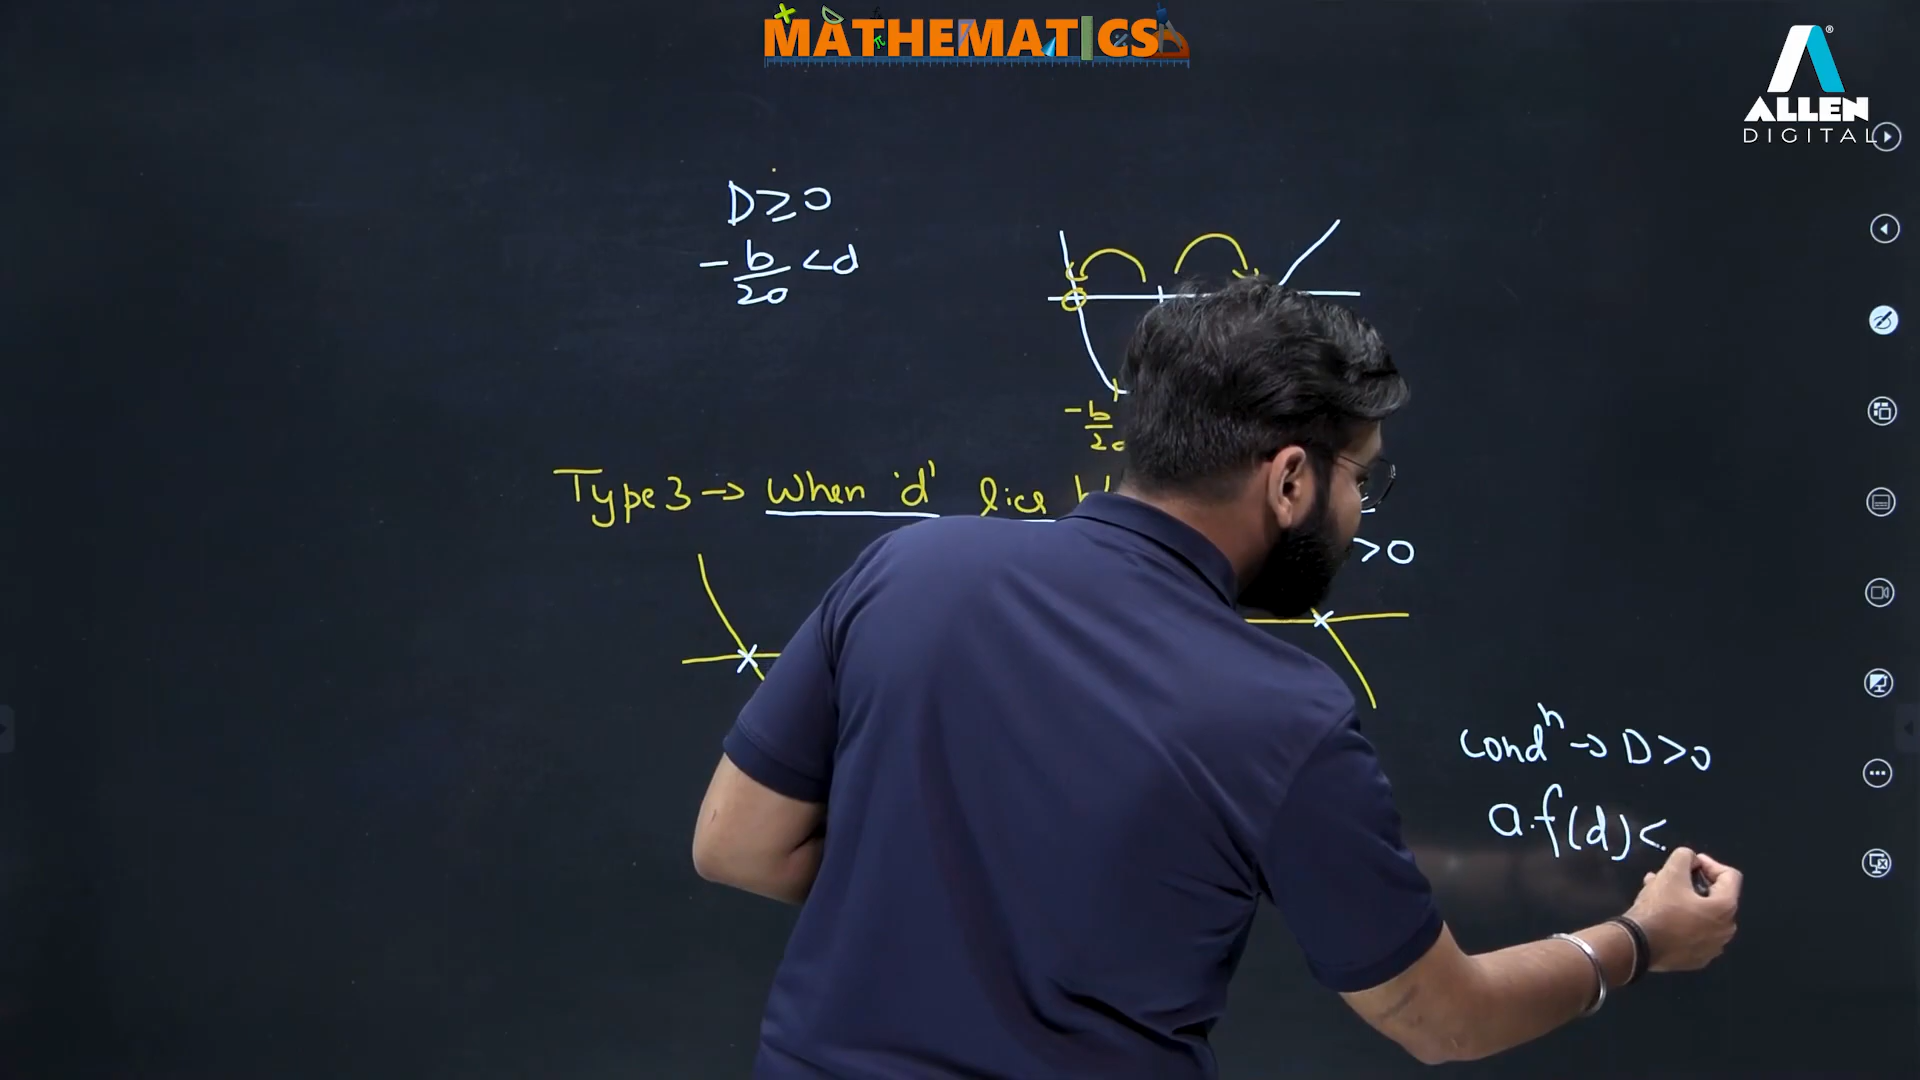 MATHEMATICS
ALLEN
DIGITAL
D≥0
-b/2a <d
-b/2a
Type 3 → When 'd' lies
>0
condⁿ → D>0
a.f(d)<